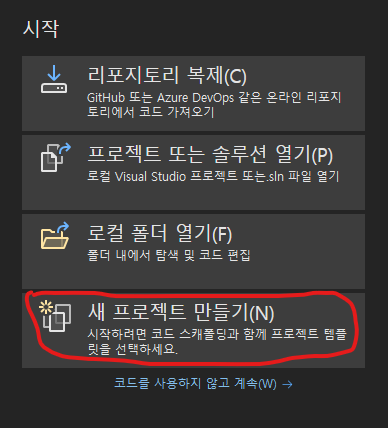 시작
리포지토리 복제(C)
GitHub 또는 Azure DevOps 같은 온라인 리포지
토리에서 코드 가져오기
프로젝트 또는 솔루션 열기(P)
로컬 Visual Studio 프로젝트 또는.sln 파일 열기
로컬 폴더 열기(F)
폴더 내에서 탐색 및 코드 편집
새 프로젝트 만들기(N)
시작하려면 코드 스캐폴딩과 함께 프로젝트 템플
릿을 선택하세요.
코드를 사용하지 않고 계속(W) →